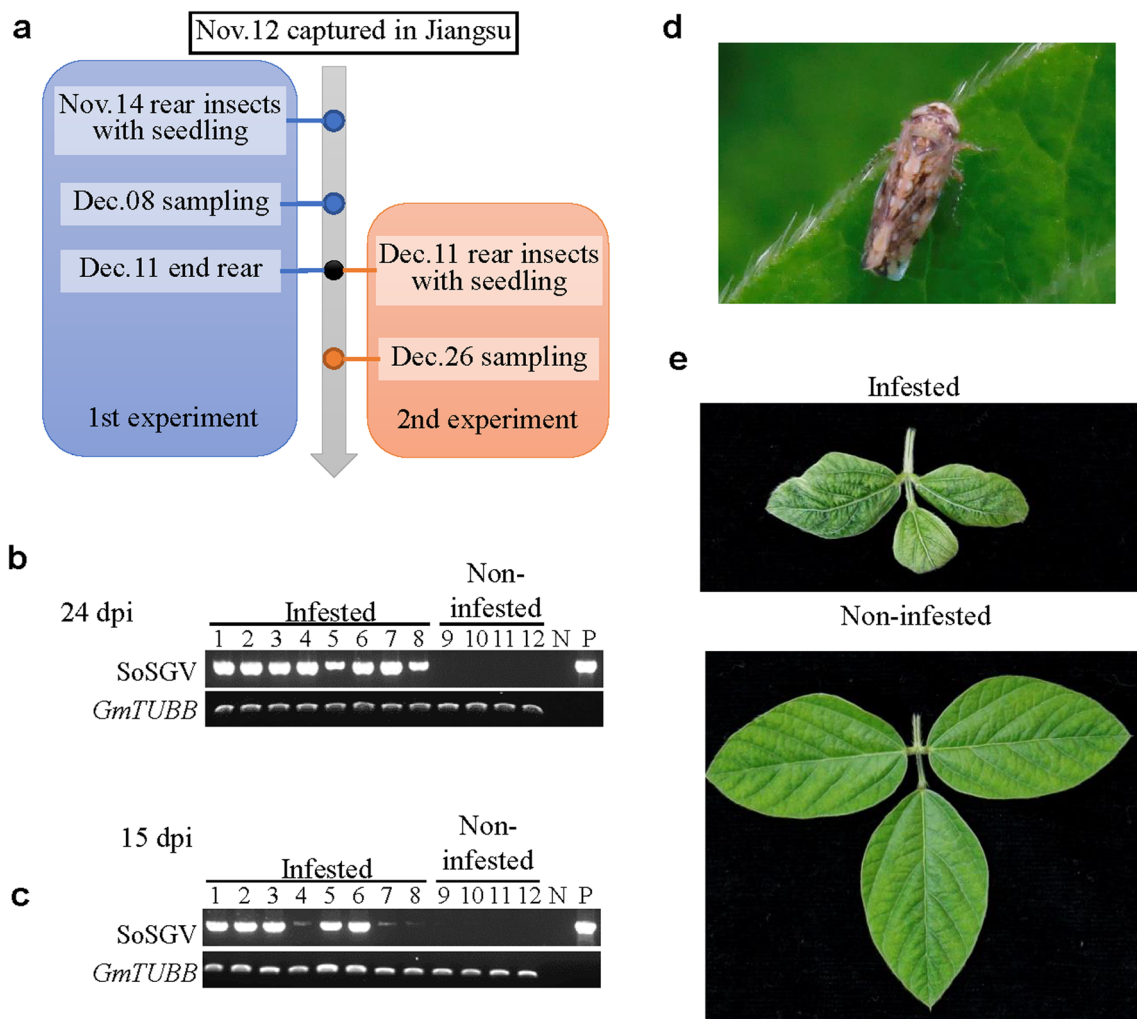 a
Nov.12 captured in Jiangsu
Nov.14 rear insects
with seedling
Dec.08 sampling
Dec.11 end rear
1st experiment
Dec.11 rear insects
with seedling
Dec.26 sampling
2nd experiment
b
24 dpi
Infested
Non-
infested
1 2 3 4 5 6 7 8 9 10 11 12 N P
SoSGV
GmTUBB
c
15 dpi
Infested
Non-
infested
1 2 3 4 5 6 7 8 9 10 11 12 N P
SoSGV
GmTUBB
d
e
Infested
Non-infested